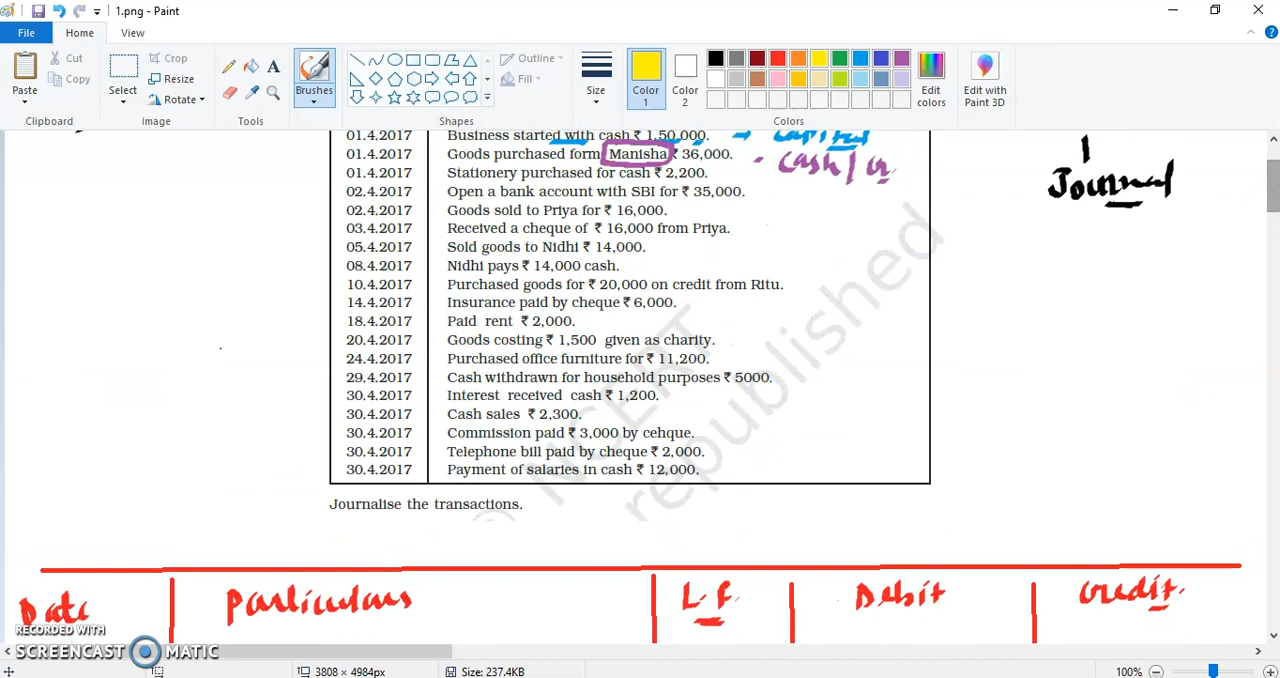 1.png - Paint
File Home View
Paste Cut Copy Select Crop Resize Rotate Brushes Outline Fill Size Color 1 Color 2 Edit colors Edit with Paint 3D
Clipboard Image Tools Shapes Colors
01.4.2017 Business started with cash ₹ 1,50,000. → Capital
01.4.2017 Goods purchased form Manisha ₹ 36,000. - Cash / Cr
01.4.2017 Stationery purchased for cash ₹ 2,200.
02.4.2017 Open a bank account with SBI for ₹ 35,000.
02.4.2017 Goods sold to Priya for ₹ 16,000.
03.4.2017 Received a cheque of ₹ 16,000 from Priya.
05.4.2017 Sold goods to Nidhi ₹ 14,000.
08.4.2017 Nidhi pays ₹ 14,000 cash.
10.4.2017 Purchased goods for ₹ 20,000 on credit from Ritu.
14.4.2017 Insurance paid by cheque ₹ 6,000.
18.4.2017 Paid rent ₹ 2,000.
20.4.2017 Goods costing ₹ 1,500 given as charity.
24.4.2017 Purchased office furniture for ₹ 11,200.
29.4.2017 Cash withdrawn for household purposes ₹ 5000.
30.4.2017 Interest received cash ₹ 1,200.
30.4.2017 Cash sales ₹ 2,300.
30.4.2017 Commission paid ₹ 3,000 by cehque.
30.4.2017 Telephone bill paid by cheque ₹ 2,000.
30.4.2017 Payment of salaries in cash ₹ 12,000.
Journal
© NCERT
republished
Journalise the transactions.
Date Particulars L.F. Debit Credit.
RECORDED WITH
SCREENCAST MATIC
3808 × 4984px Size: 237.4KB 100%